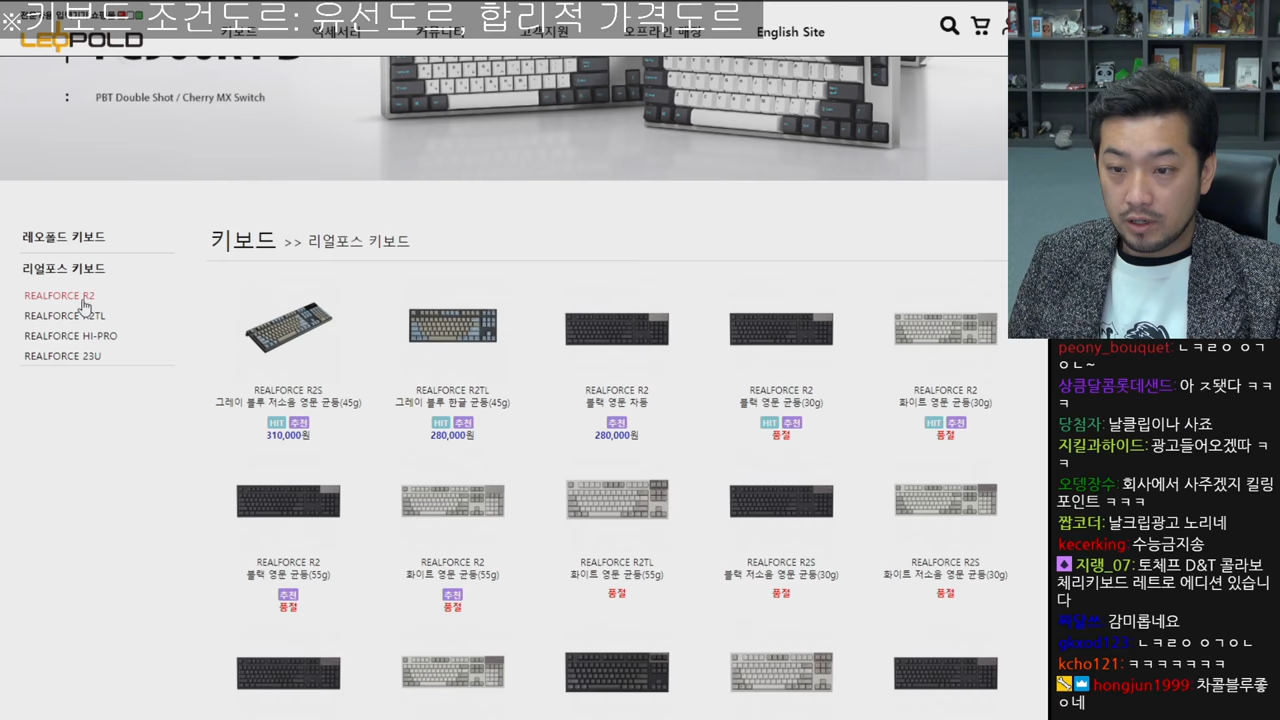 ※키보드 조건도르: 유선도르, 합리적 가격도르
LEOPOLD
키보드
액세서리
커뮤니티
고객지원
오프라인 매장
English Site
: PBT Double Shot / Cherry MX Switch
레오폴드 키보드
리얼포스 키보드
REALFORCE R2
REALFORCE R2TL
REALFORCE HI-PRO
REALFORCE 23U
키보드 >> 리얼포스 키보드
REALFORCE R2S
그레이 블루 저소음 영문 균등(45g)
HIT 추천
310,000원
REALFORCE R2TL
그레이 블루 한글 균등(45g)
HIT 추천
280,000원
REALFORCE R2
블랙 영문 차등
추천
280,000원
REALFORCE R2
블랙 영문 균등(30g)
HIT 추천
품절
REALFORCE R2
화이트 영문 균등(30g)
HIT 추천
품절
REALFORCE R2
블랙 영문 균등(55g)
추천
품절
REALFORCE R2
화이트 영문 균등(55g)
추천
품절
REALFORCE R2TL
화이트 영문 균등(55g)
품절
REALFORCE R2S
블랙 저소음 영문 균등(30g)
품절
REALFORCE R2S
화이트 저소음 영문 균등(30g)
품절
peony_bouquet: ㄴㅋㄹㅇ ㅇㄱ
ㅇㄴ~
상큼달콤롯데샌드: 아 ㅈ됐다 ㅋㅋ
ㅋ
당첨자: 날클립이나 사죠
지킬과하이드: 광고들어오겠따 ㅋ
ㅋ
오뎅장수: 회사에서 사주겠지 킬링
포인트 ㅋㅋㅋ
짭코더: 날크립광고 노리네
kecerking: 수능금지송
지랭_07: 토체프 D&T 콜라보
체리키보드 레트로 에디션 있습니
다
감미롭네요
gkxod123: ㄴㅋㄹㅇ ㅇㄱㅇㄴ
kcho121: ㅋㅋㅋㅋㅋㅋㅋ
hongjun1999: 차콜블루좋
ㅇ네